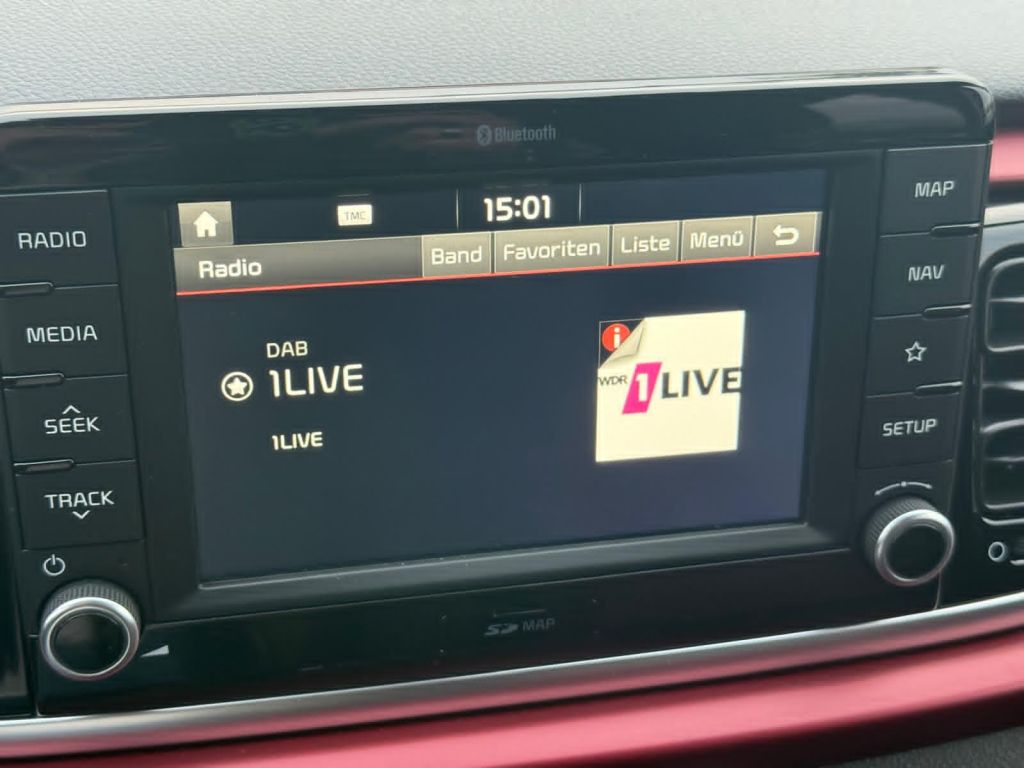 Bluetooth
RADIO
MEDIA
SEEK
TRACK
TMC
15:01
Radio
Band
Favoriten
Liste
Menü
DAB
1LIVE
1LIVE
i
WDR 1LIVE
MAP
NAV
SETUP
SD MAP